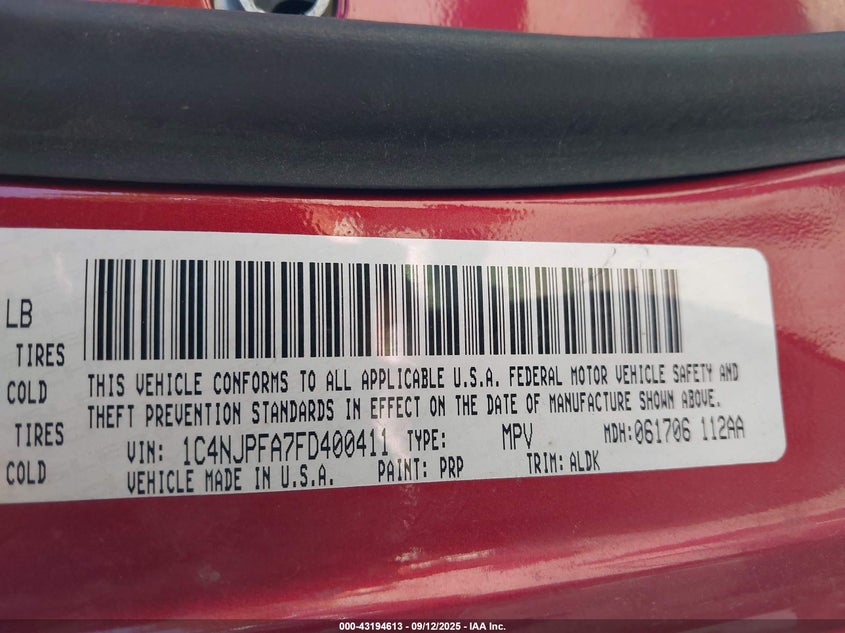 LB
TIRES
COLD
THIS VEHICLE CONFORMS TO ALL APPLICABLE U.S.A. FEDERAL MOTOR VEHICLE SAFETY AND
THEFT PREVENTION STANDARDS IN EFFECT ON THE DATE OF MANUFACTURE SHOWN ABOVE.
TIRES
VIN: 1C4NJPFA7FD400411 TYPE: MPV MDH:061706 112AA
COLD
VEHICLE MADE IN U.S.A. PAINT: PRP TRIM: ALDK
000-43194613 - 09/12/2025 - IAA Inc.